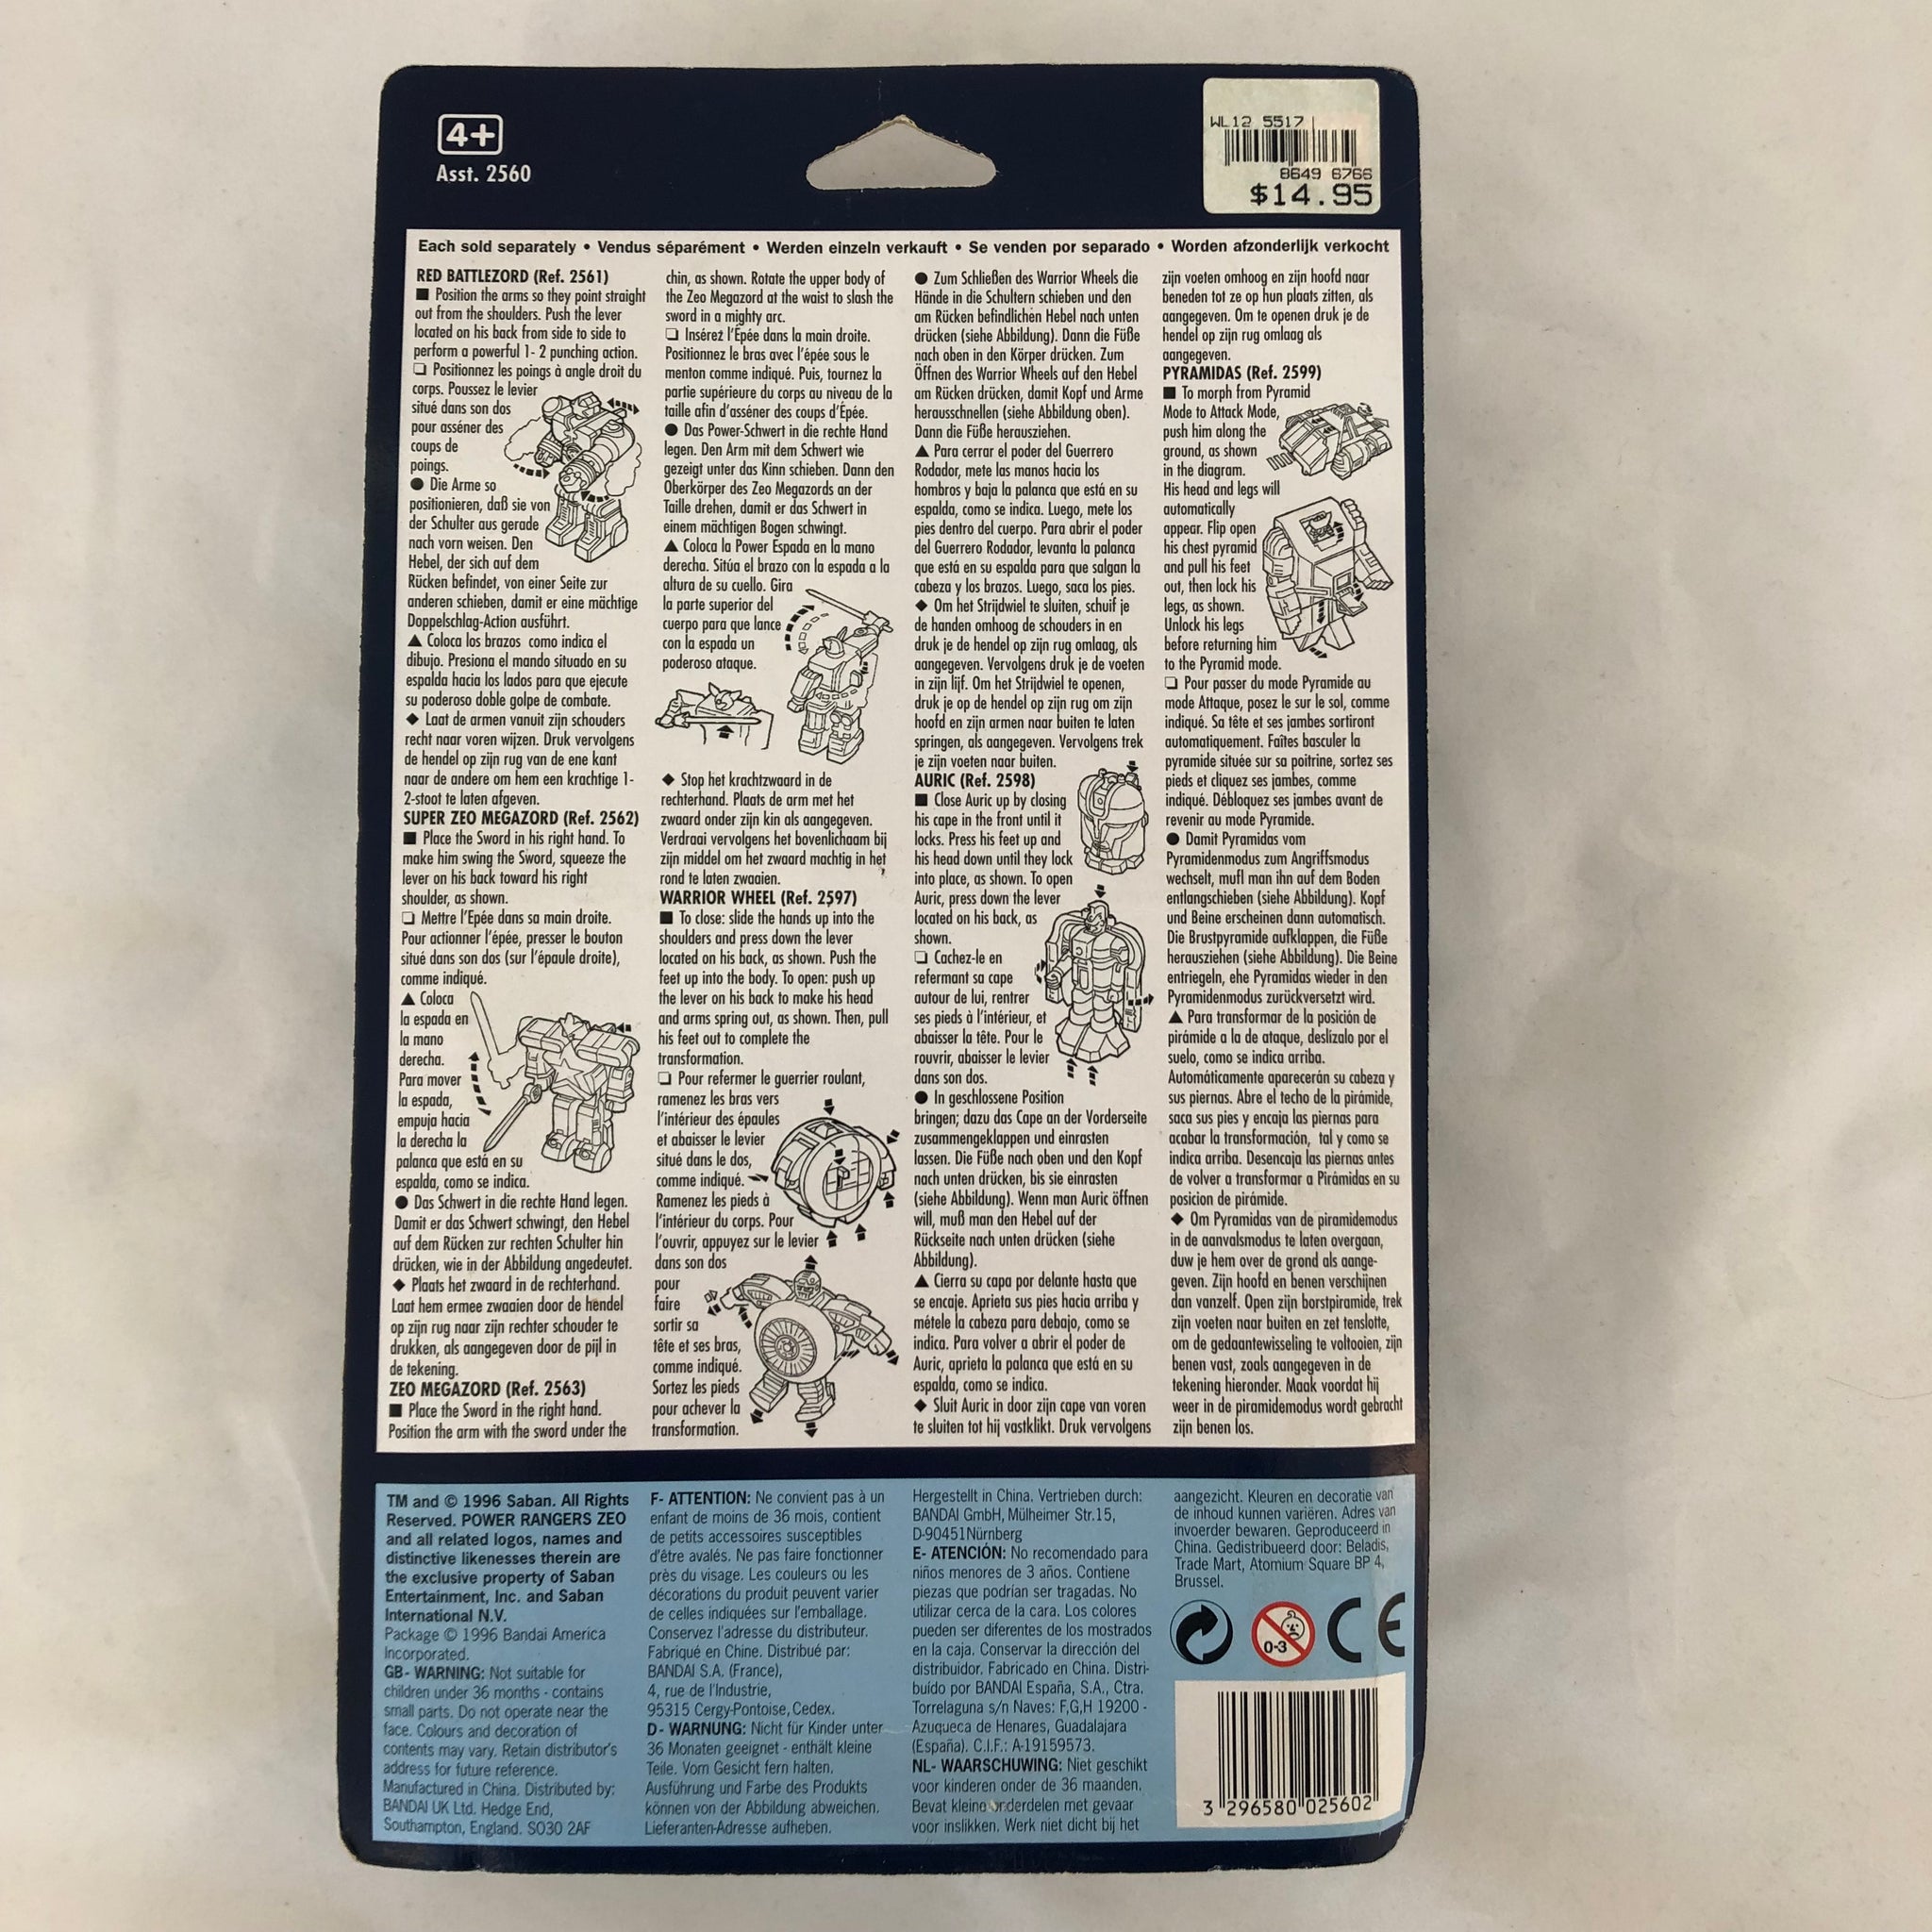 4+
Asst. 2560
WL12 5517
8649 6766
$14.95
Each sold separately • Vendus séparément • Werden einzeln verkauft • Se venden por separado • Worden afzonderlijk verkocht
RED BATTLEZORD (Ref. 2561)
■ Position the arms so they point straight
out from the shoulders. Push the lever
located on his back from side to side to
perform a powerful 1- 2 punching action.
❏ Positionnez les poings à angle droit du
corps. Poussez le levier
situé dans son dos
pour asséner des
coups de
poings.
● Die Arme so
positionieren, daß sie von
der Schulter aus gerade
nach vorn weisen. Den
Hebel, der sich auf dem
Rücken befindet, von einer Seite zur
anderen schieben, damit er eine mächtige
Doppelschlag-Action ausführt.
▲ Coloca los brazos como indica el
dibujo. Presiona el mando situado en su
espalda hacia los lados para que ejecute
su poderoso doble golpe de combate.
◆ Laat de armen vanuit zijn schouders
recht naar voren wijzen. Druk vervolgens
de hendel op zijn rug van de ene kant
naar de andere om hem een krachtige 1-
2-stoot te laten afgeven.
SUPER ZEO MEGAZORD (Ref. 2562)
■ Place the Sword in his right hand. To
make him swing the Sword, squeeze the
lever on his back toward his right
shoulder, as shown.
❏ Mettre l'Epée dans sa main droite.
Pour actionner l'épée, presser le bouton
situé dans son dos (sur l'épaule droite),
comme indiqué.
▲ Coloca
la espada en
la mano
derecha.
Para mover
la espada,
empuja hacia
la derecha la
palanca que está en su
espalda, como se indica.
● Das Schwert in die rechte Hand legen.
Damit er das Schwert schwingt, den Hebel
auf dem Rücken zur rechten Schulter hin
drücken, wie in der Abbildung angedeutet.
◆ Plaats het zwaard in de rechterhand.
Laat hem ermee zwaaien door de hendel
op zijn rug naar zijn rechter schouder te
drukken, als aangegeven door de pijl in
de tekening.
ZEO MEGAZORD (Ref. 2563)
■ Place the Sword in the right hand.
Position the arm with the sword under the
chin, as shown. Rotate the upper body of
the Zeo Megazord at the waist to slash the
sword in a mighty arc.
❏ Insérez l'Épée dans la main droite.
Positionnez le bras avec l'épée sous le
menton comme indiqué. Puis, tournez la
partie supérieure du corps au niveau de la
taille afin d'asséner des coups d'Épée.
● Das Power-Schwert in die rechte Hand
legen. Den Arm mit dem Schwert wie
gezeigt unter das Kinn schieben. Dann den
Oberkörper des Zeo Megazords an der
Taille drehen, damit er das Schwert in
einem mächtigen Bogen schwingt.
▲ Coloca la Power Espada en la mano
derecha. Sitúa el brazo con la espada a la
altura de su cuello. Gira
la parte superior del
cuerpo para que lance
con la espada un
poderoso ataque.
◆ Stop het krachtzwaard in de
rechterhand. Plaats de arm met het
zwaard onder zijn kin als aangegeven.
Verdraai vervolgens het bovenlichaam bij
zijn middel om het zwaard machtig in het
rond te laten zwaaien.
WARRIOR WHEEL (Ref. 2597)
■ To close: slide the hands up into the
shoulders and press down the lever
located on his back, as shown. Push the
feet up into the body. To open: push up
the lever on his back to make his head
and arms spring out, as shown. Then, pull
his feet out to complete the
transformation.
❏ Pour refermer le guerrier roulant,
ramenez les bras vers
l'intérieur des épaules
et abaisser le levier
situé dans le dos,
comme indiqué.
Ramenez les pieds à
l'intérieur du corps. Pour
l'ouvrir, appuyez sur le levier
dans son dos
pour
faire
sortir sa
tête et ses bras,
comme indiqué.
Sortez les pieds
pour achever la
transformation.
● Zum Schließen des Warrior Wheels die
Hände in die Schultern schieben und den
am Rücken befindlichen Hebel nach unten
drücken (siehe Abbildung). Dann die Füße
nach oben in den Körper drücken. Zum
Öffnen des Warrior Wheels auf den Hebel
am Rücken drücken, damit Kopf und Arme
herausschnellen (siehe Abbildung oben).
Dann die Füße herausziehen.
▲ Para cerrar el poder del Guerrero
Rodador, mete las manos hacia los
hombros y baja la palanca que está en su
espalda, como se indica. Luego, mete los
pies dentro del cuerpo. Para abrir el poder
del Guerrero Rodador, levanta la palanca
que está en su espalda para que salgan la
cabeza y los brazos. Luego, saca los pies.
◆ Om het Strijdwiel te sluiten, schuif je
de handen omhoog de schouders in en
druk je de hendel op zijn rug omlaag, als
aangegeven. Vervolgens druk je de voeten
in zijn lijf. Om het Strijdwiel te openen,
druk je op de hendel op zijn rug om zijn
hoofd en zijn armen naar buiten te laten
springen, als aangegeven. Vervolgens trek
je zijn voeten naar buiten.
AURIC (Ref. 2598)
■ Close Auric up by closing
his cape in the front until it
locks. Press his feet up and
his head down until they lock
into place, as shown. To open
Auric, press down the lever
located on his back, as
shown.
❏ Cachez-le en
refermant sa cape
autour de lui, rentrer
ses pieds à l'intérieur, et
abaisser la tête. Pour le
rouvrir, abaisser le levier
dans son dos.
● In geschlossene Position
bringen; dazu das Cape an der Vorderseite
zusammengeklappen und einrasten
lassen. Die Füße nach oben und den Kopf
nach unten drücken, bis sie einrasten
(siehe Abbildung). Wenn man Auric öffnen
will, muß man den Hebel auf der
Rückseite nach unten drücken (siehe
Abbildung).
▲ Cierra su capa por delante hasta que
se encaje. Aprieta sus pies hacia arriba y
métele la cabeza para debajo, como se
indica. Para volver a abrir el poder de
Auric, aprieta la palanca que está en su
espalda, como se indica.
◆ Sluit Auric in door zijn cape van voren
te sluiten tot hij vastklikt. Druk vervolgens
zijn voeten omhoog en zijn hoofd naar
beneden tot ze op hun plaats zitten, als
aangegeven. Om te openen druk je de
hendel op zijn rug omlaag als
aangegeven.
PYRAMIDAS (Ref. 2599)
■ To morph from Pyramid
Mode to Attack Mode,
push him along the
ground, as shown
in the diagram.
His head and legs will
automatically
appear. Flip open
his chest pyramid
and pull his feet
out, then lock his
legs, as shown.
Unlock his legs
before returning him
to the Pyramid mode.
❏ Pour passer du mode Pyramide au
mode Attaque, posez le sur le sol, comme
indiqué. Sa tête et ses jambes sortiront
automatiquement. Faîtes basculer la
pyramide située sur sa poitrine, sortez ses
pieds et cliquez ses jambes, comme
indiqué. Débloquez ses jambes avant de
revenir au mode Pyramide.
● Damit Pyramidas vom
Pyramidenmodus zum Angriffsmodus
wechselt, mufl man ihn auf dem Boden
entlangschieben (siehe Abbildung). Kopf
und Beine erscheinen dann automatisch.
Die Brustpyramide aufklappen, die Füße
herausziehen (siehe Abbildung). Die Beine
entriegeln, ehe Pyramidas wieder in den
Pyramidenmodus zurückversetzt wird.
▲ Para transformar de la posición de
pirámide a la de ataque, deslízalo por el
suelo, como se indica arriba.
Automáticamente aparecerán su cabeza y
sus piernas. Abre el techo de la pirámide,
saca sus pies y encaja las piernas para
acabar la transformación, tal y como se
indica arriba. Desencaja las piernas antes
de volver a transformar a Pirámidas en su
posicion de pirámide.
◆ Om Pyramidas van de piramidemodus
in de aanvalsmodus te laten overgaan,
duw je hem over de grond als aange-
geven. Zijn hoofd en benen verschijnen
dan vanzelf. Open zijn borstpiramide, trek
zijn voeten naar buiten en zet tenslotte,
om de gedaantewisseling te voltooien, zijn
benen vast, zoals aangegeven in de
tekening hieronder. Maak voordat hij
weer in de piramidemodus wordt gebracht
zijn benen los.
TM and © 1996 Saban. All Rights
Reserved. POWER RANGERS ZEO
and all related logos, names and
distinctive likenesses therein are
the exclusive property of Saban
Entertainment, Inc. and Saban
International N.V.
Package © 1996 Bandai America
Incorporated.
GB- WARNING: Not suitable for
children under 36 months - contains
small parts. Do not operate near the
face. Colours and decoration of
contents may vary. Retain distributor's
address for future reference.
Manufactured in China. Distributed by:
BANDAI UK Ltd. Hedge End,
Southampton, England. SO30 2AF
F- ATTENTION: Ne convient pas à un
enfant de moins de 36 mois, contient
de petits accessoires susceptibles
d'être avalés. Ne pas faire fonctionner
près du visage. Les couleurs ou les
décorations du produit peuvent varier
de celles indiquées sur l'emballage.
Conservez l'adresse du distributeur.
Fabriqué en Chine. Distribué par:
BANDAI S.A. (France),
4, rue de l'Industrie,
95315 Cergy-Pontoise, Cedex.
D- WARNUNG: Nicht für Kinder unter
36 Monaten geeignet - enthält kleine
Teile. Vom Gesicht fern halten.
Ausführung und Farbe des Produkts
können von der Abbildung abweichen.
Lieferanten-Adresse aufheben.
Hergestellt in China. Vertrieben durch:
BANDAI GmbH, Mülheimer Str.15,
D-90451Nürnberg
E- ATENCIÓN: No recomendado para
niños menores de 3 años. Contiene
piezas que podrían ser tragadas. No
utilizar cerca de la cara. Los colores
pueden ser diferentes de los mostrados
en la caja. Conservar la dirección del
distribuidor. Fabricado en China. Distri-
buído por BANDAI España, S.A., Ctra.
Torrelaguna s/n Naves: F,G,H 19200 -
Azuqueca de Henares, Guadalajara
(España). C.I.F.: A-19159573.
NL- WAARSCHUWING: Niet geschikt
voor kinderen onder de 36 maanden.
Bevat kleine onderdelen met gevaar
voor inslikken. Werk niet dicht bij het
aangezicht. Kleuren en decoratie van
de inhoud kunnen variëren. Adres van
invoerder bewaren. Geproduceerd in
China. Gedistribueerd door: Beladis,
Trade Mart, Atomium Square BP 4,
Brussel.
0-3
CE
3 296580 025602